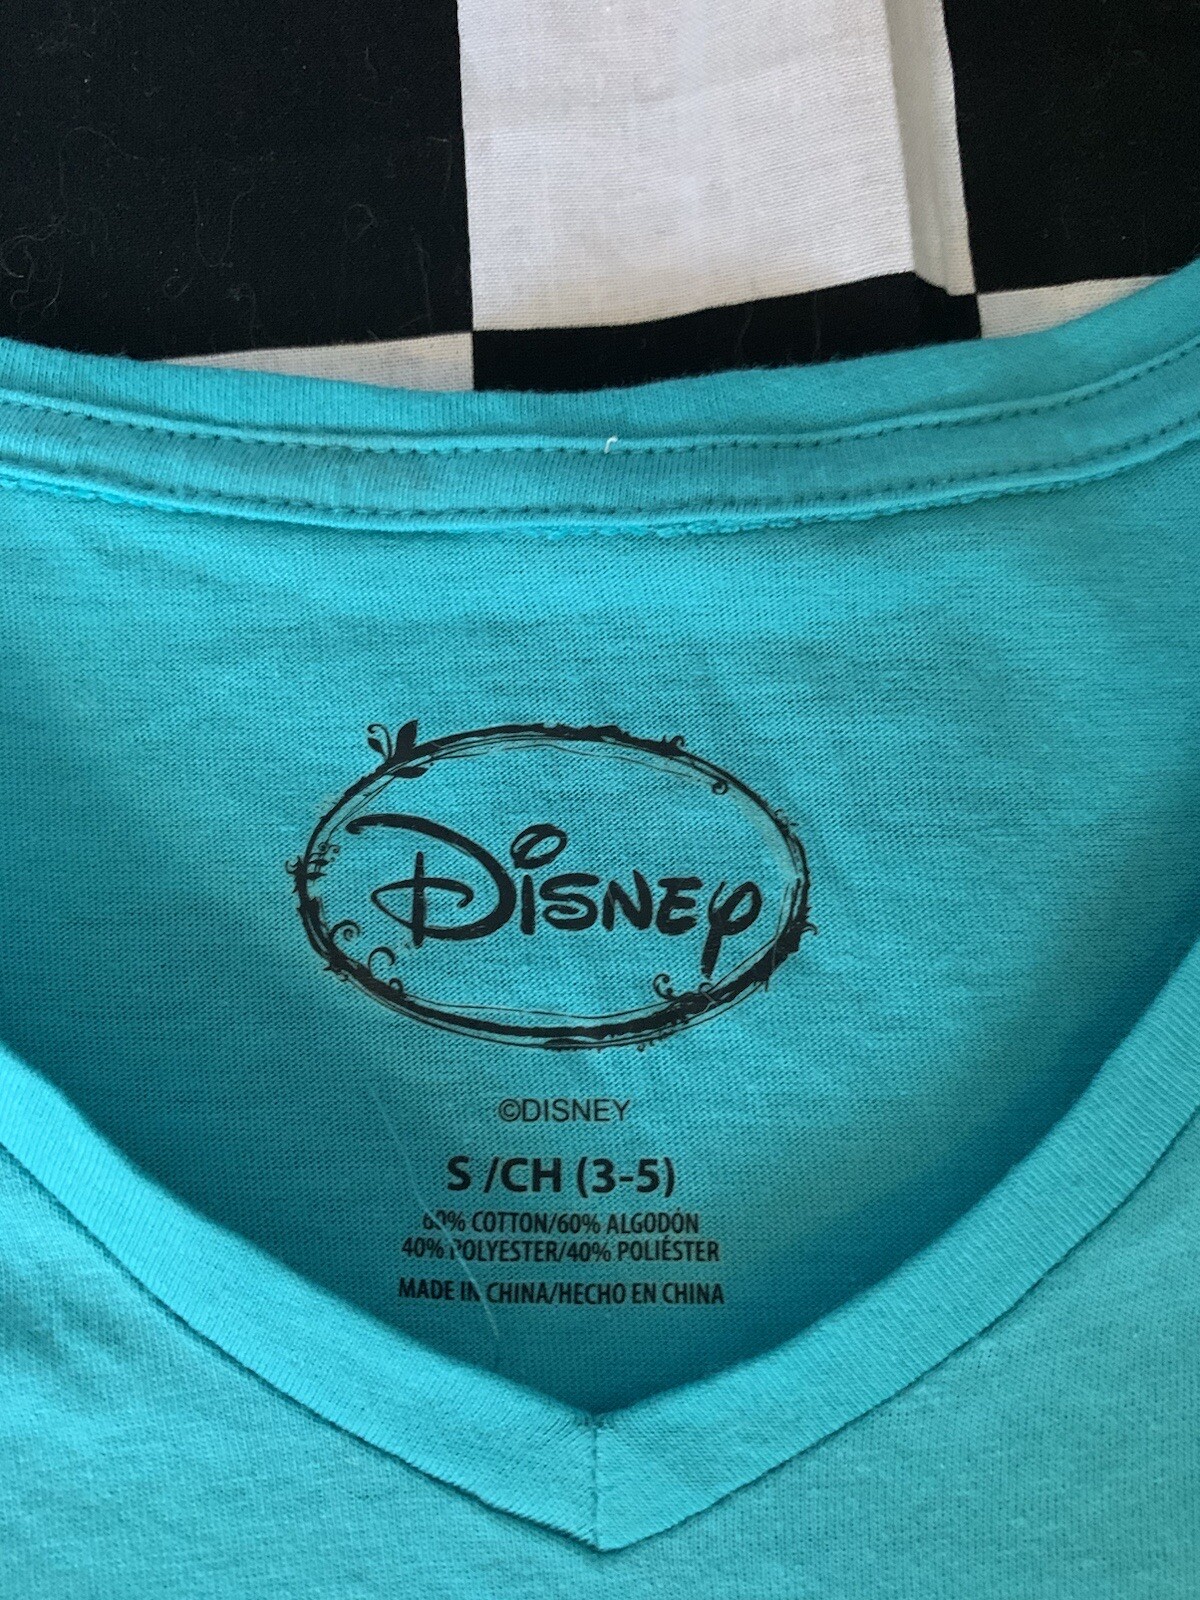 Disney
©DISNEY
S /CH (3-5)
60% COTTON/60% ALGODÓN
40% POLYESTER/40% POLIÉSTER
MADE IN CHINA/HECHO EN CHINA